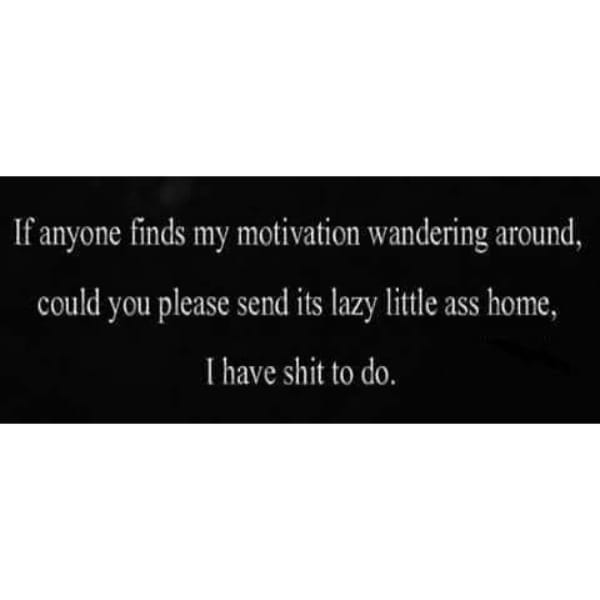 If anyone finds my motivation wandering around,
could you please send its lazy little ass home,
I have shit to do.